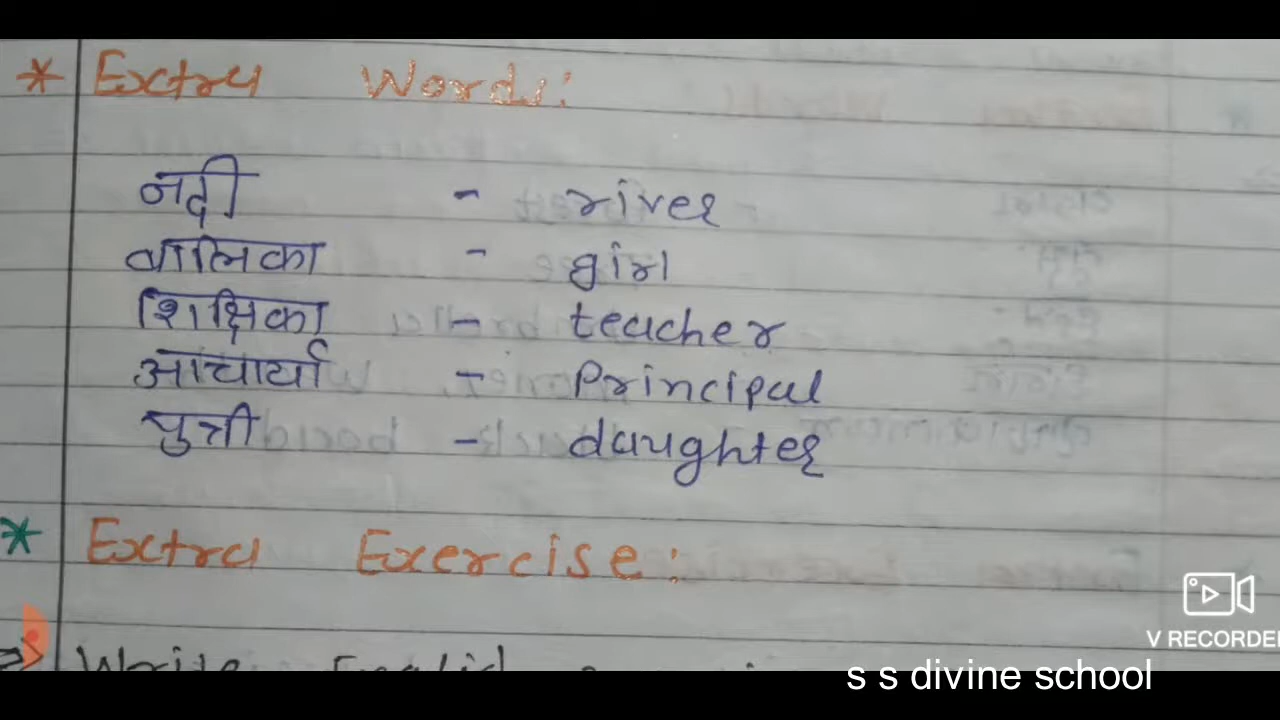 * Extra Words:
नदी - river
बालिका - girl
शिक्षिका - teacher
आचार्या - Principal
पुत्री - daughter
* Extra Exercise:
V RECORDER
s s divine school